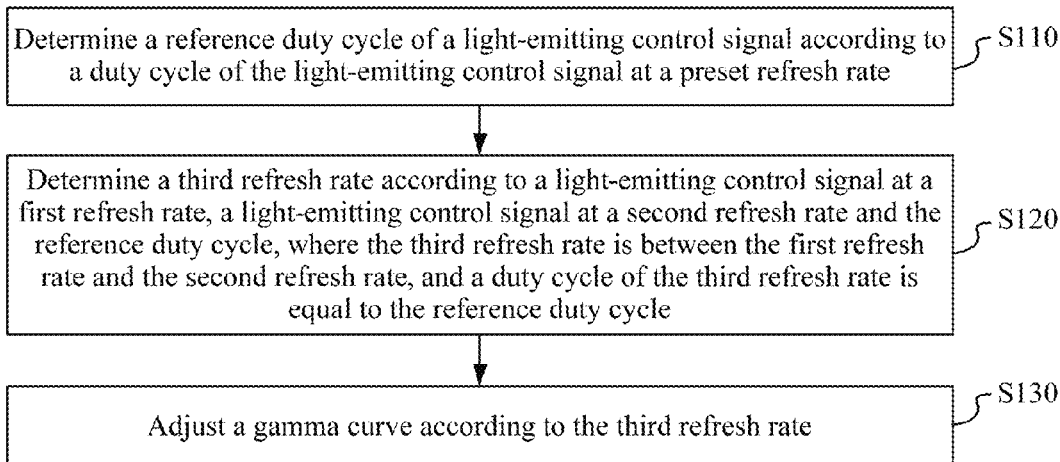 Determine a reference duty cycle of a light-emitting control signal according to
a duty cycle of the light-emitting control signal at a preset refresh rate
S110
Determine a third refresh rate according to a light-emitting control signal at a
first refresh rate, a light-emitting control signal at a second refresh rate and the
reference duty cycle, where the third refresh rate is between the first refresh
rate and the second refresh rate, and a duty cycle of the third refresh rate is
equal to the reference duty cycle
S120
Adjust a gamma curve according to the third refresh rate
S130